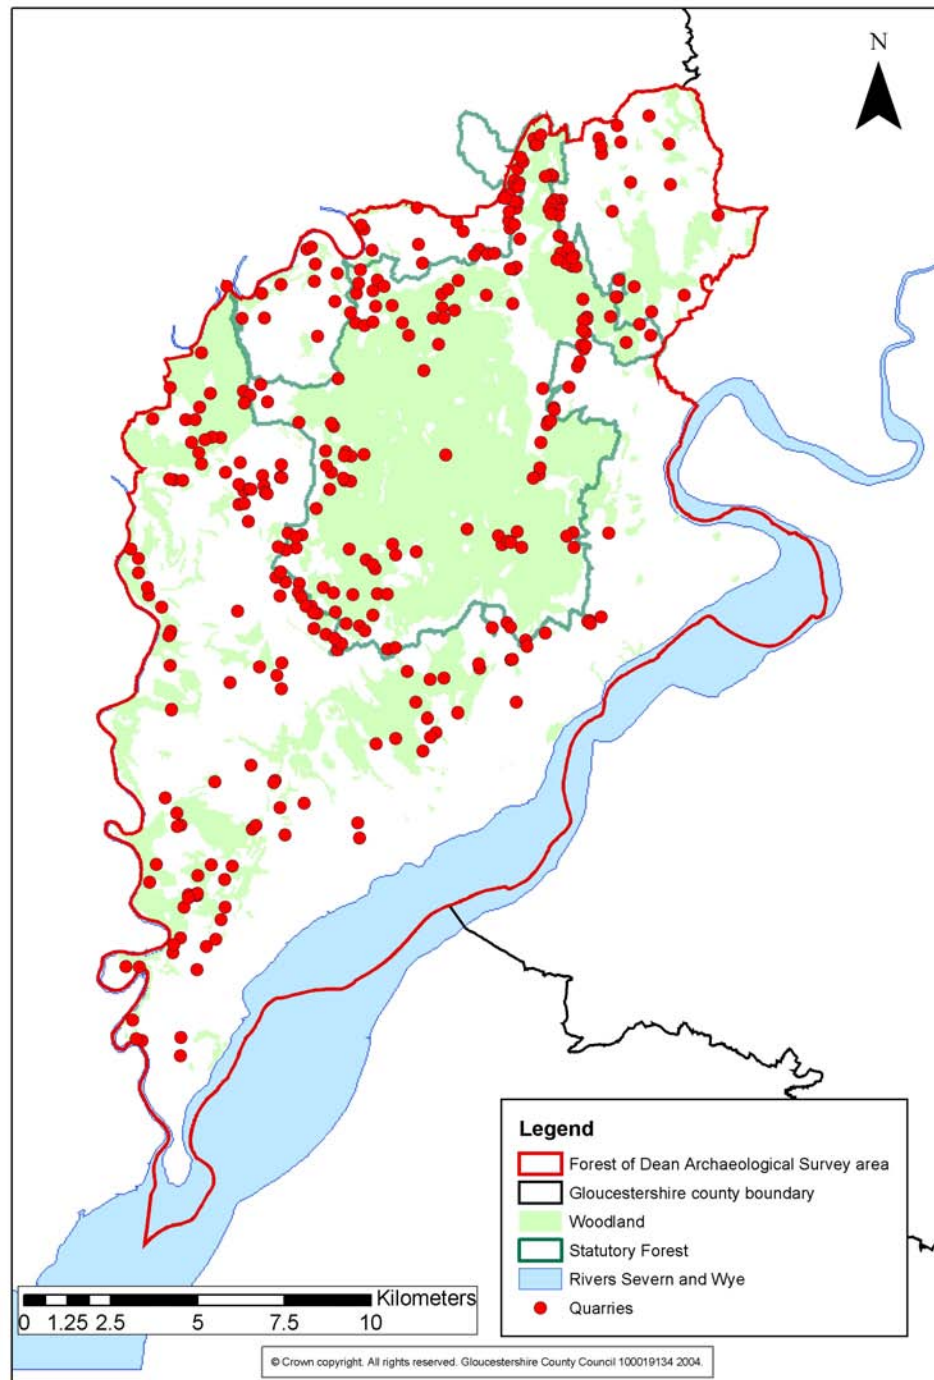 N
Legend
Forest of Dean Archaeological Survey area
Gloucestershire county boundary
Woodland
Statutory Forest
Rivers Severn and Wye
Quarries
Kilometers
0 1.25 2.5 5 7.5 10
© Crown copyright. All rights reserved. Gloucestershire County Council 100019134 2004.